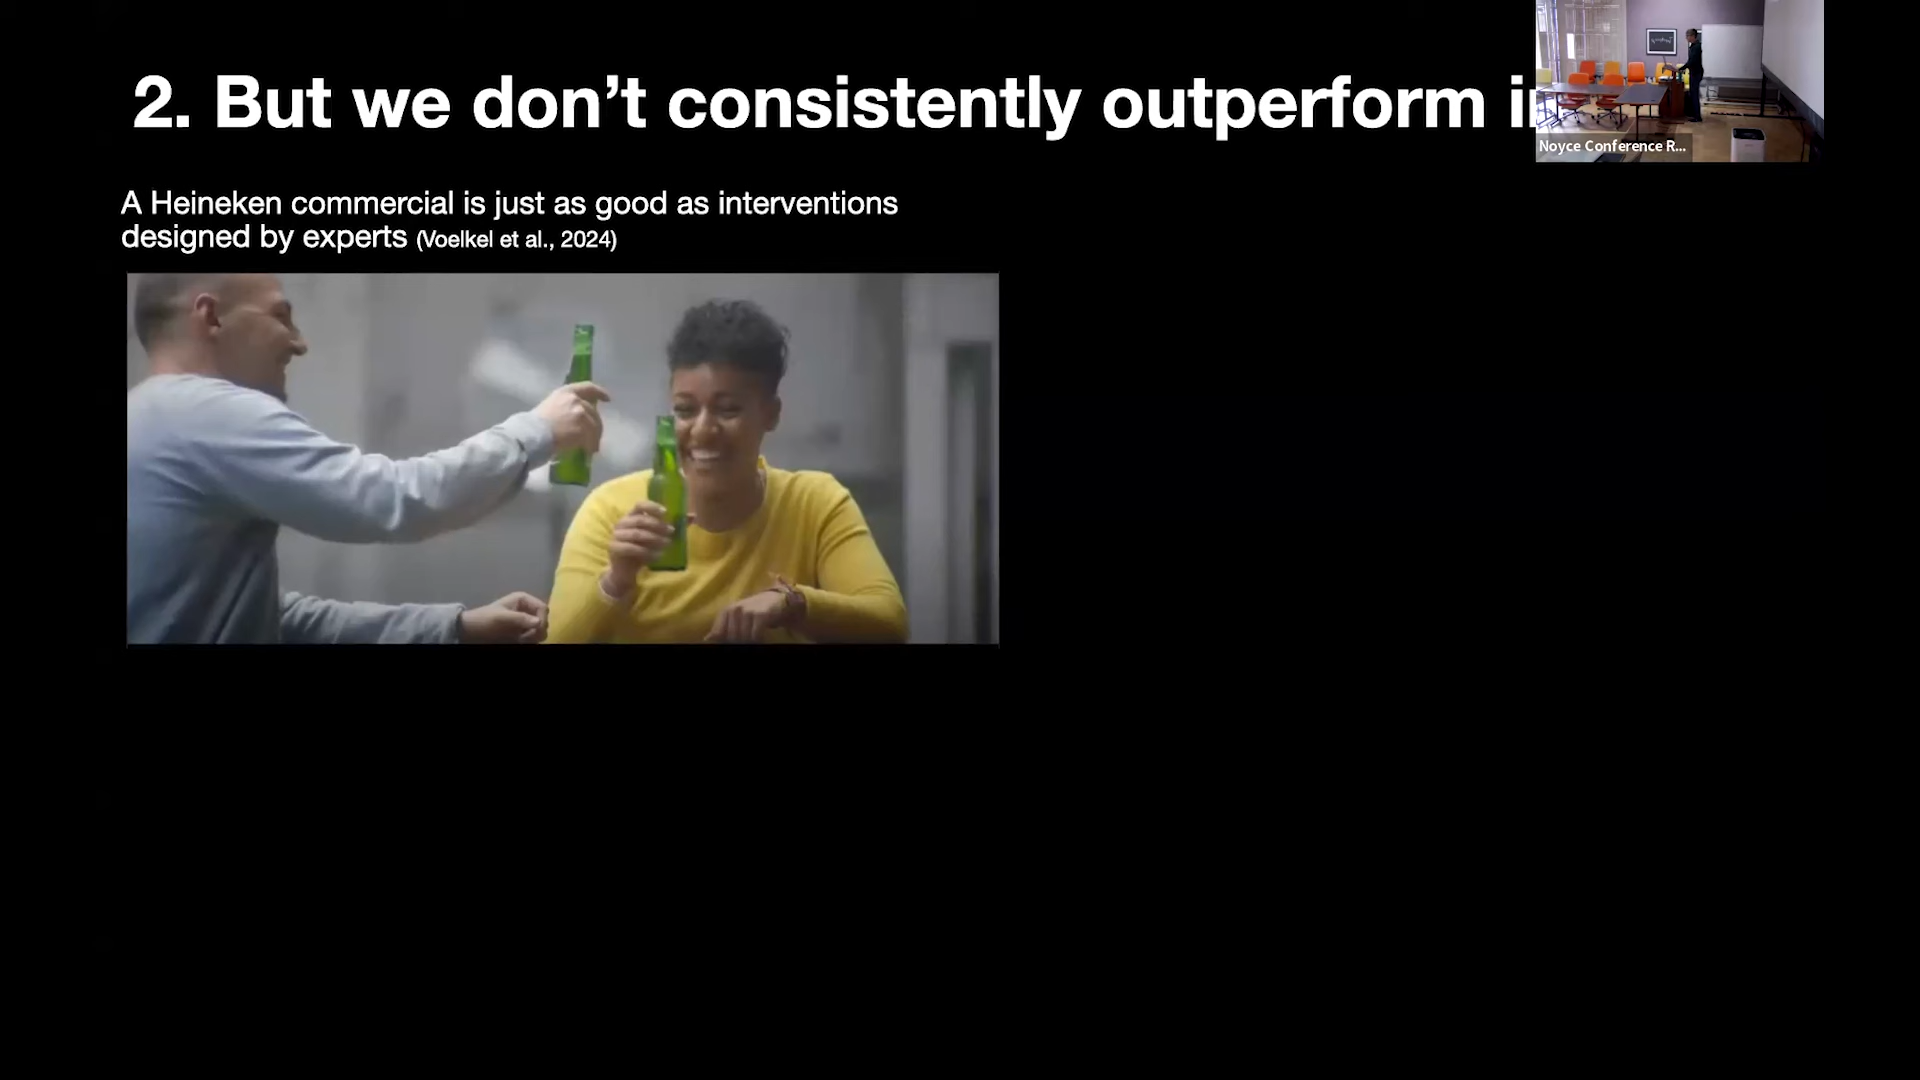 2. But we don’t consistently outperform
A Heineken commercial is just as good as interventions
designed by experts (Voelkel et al., 2024)
Noyce Conference R...